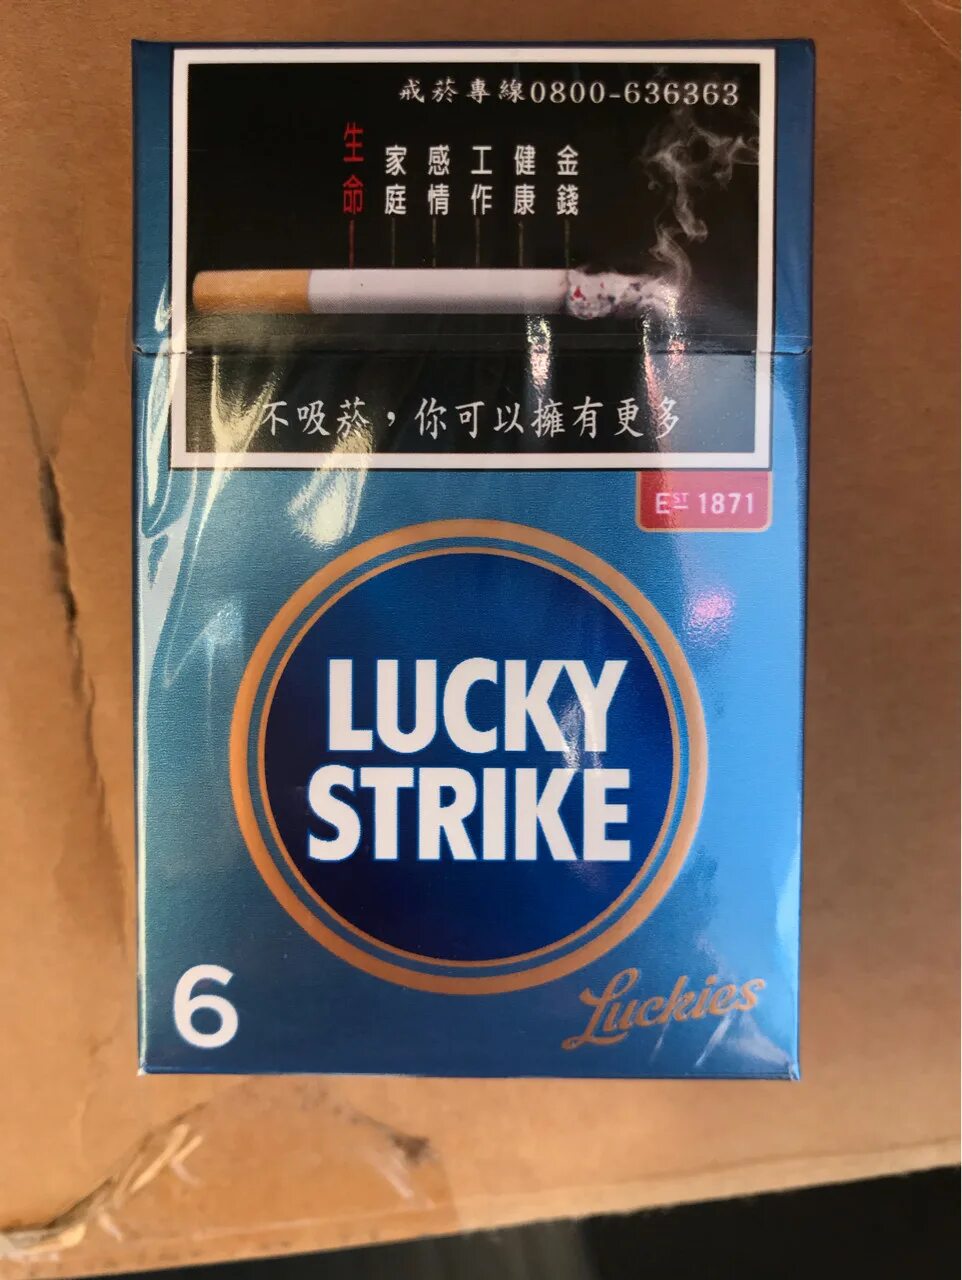 戒菸專線0800-636363
生命
家庭
感情
工作
健康
金錢
不吸菸，你可以擁有更多
EST 1871
LUCKY
STRIKE
6
Luckies